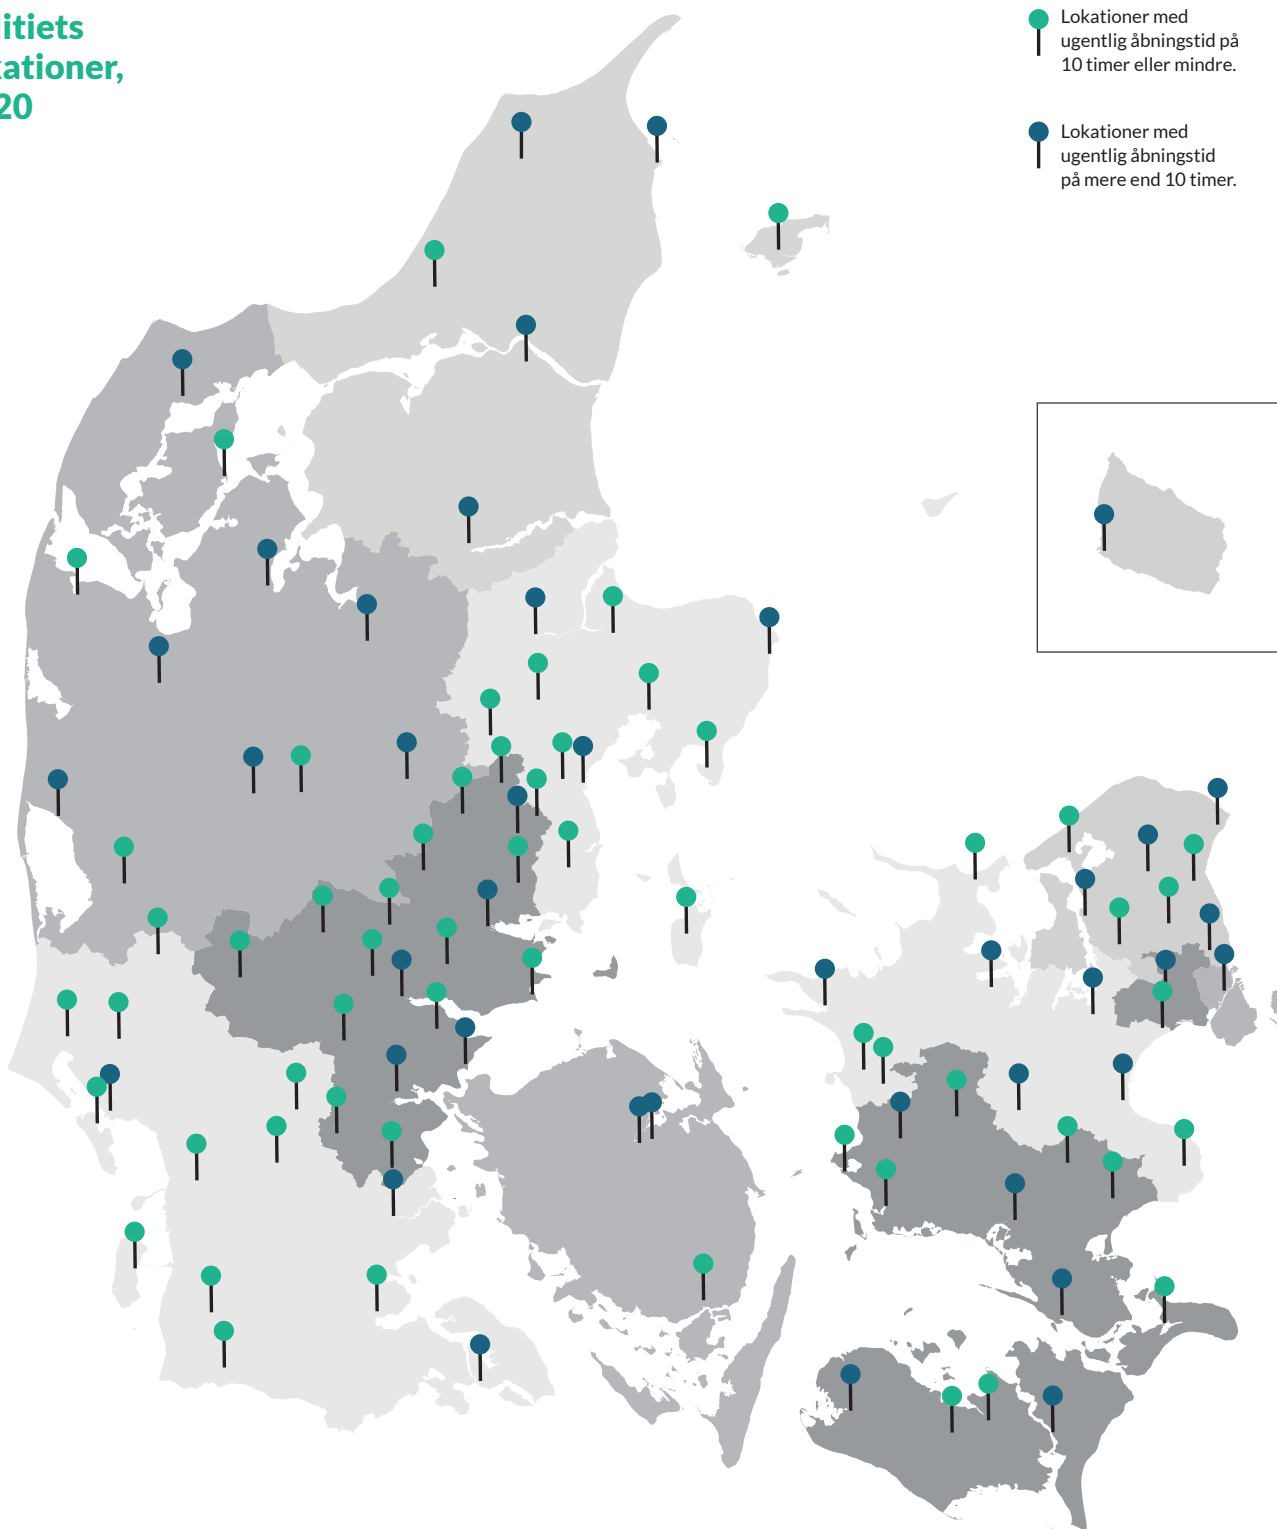 litiets
kationer,
20
Lokationer med
ugentlig åbningstid på
10 timer eller mindre.
Lokationer med
ugentlig åbningstid
på mere end 10 timer.